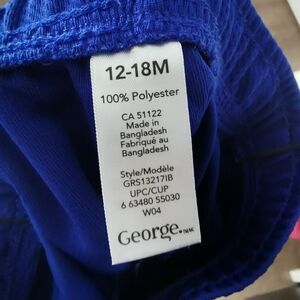 12-18M
100% Polyester
CA 51122
Made in
Bangladesh
Fabriqué au
Bangladesh
Style/Modèle
GRS13217IB
UPC/CUP
6 63480 55030
W04
George.